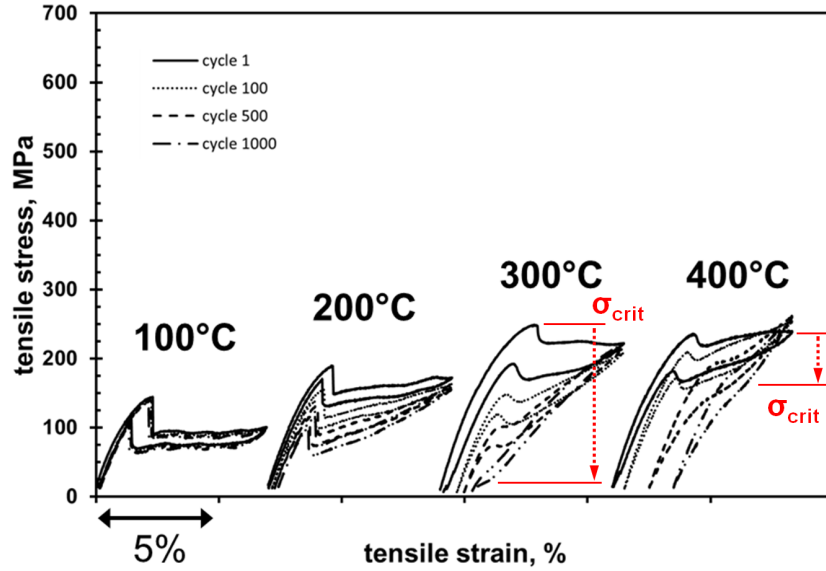 700
600
500
400
300
200
100
0
tensile stress, MPa
cycle 1
cycle 100
cycle 500
cycle 1000
100°C
200°C
300°C
400°C
σcrit
σcrit
5%
tensile strain, %